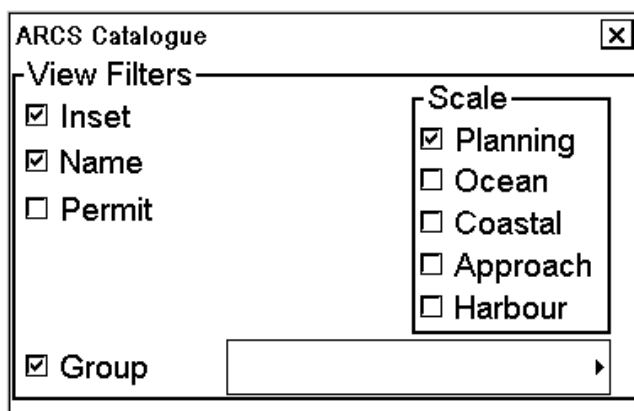 ARCS Catalogue
View Filters
Inset
Name
Permit
Scale
Planning
Ocean
Coastal
Approach
Harbour
Group